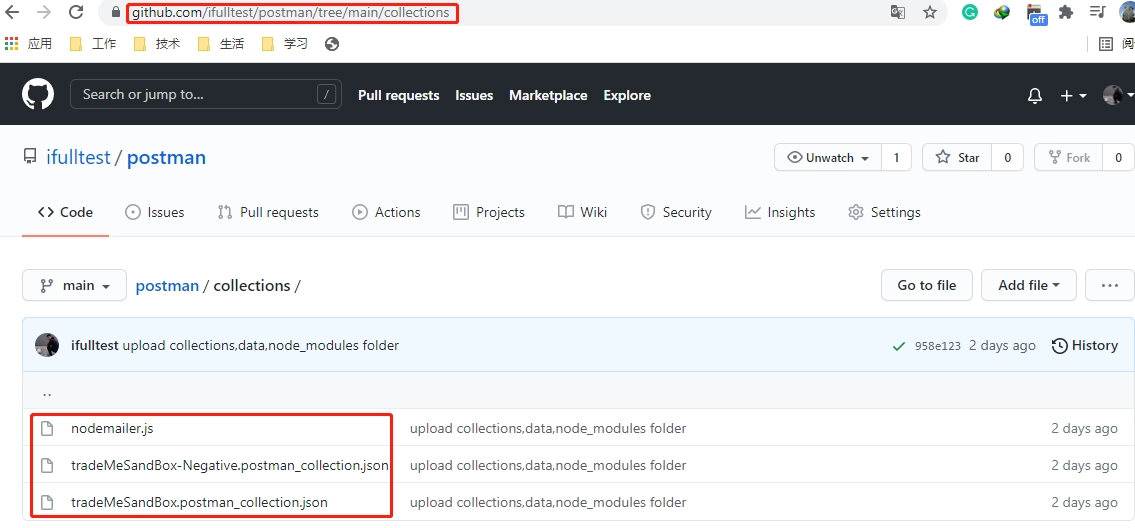 github.com/ifulltest/postman/tree/main/collections
off
应用 工作 技术 生活 学习 阅
Search or jump to... / Pull requests Issues Marketplace Explore
ifulltest / postman Unwatch 1 Star 0 Fork 0
Code Issues Pull requests Actions Projects Wiki Security Insights Settings
main postman / collections / Go to file Add file ...
ifulltest upload collections,data,node_modules folder 958e123 2 days ago History
..
nodemailer.js upload collections,data,node_modules folder 2 days ago
tradeMeSandBox-Negative.postman_collection.json upload collections,data,node_modules folder 2 days ago
tradeMeSandBox.postman_collection.json upload collections,data,node_modules folder 2 days ago